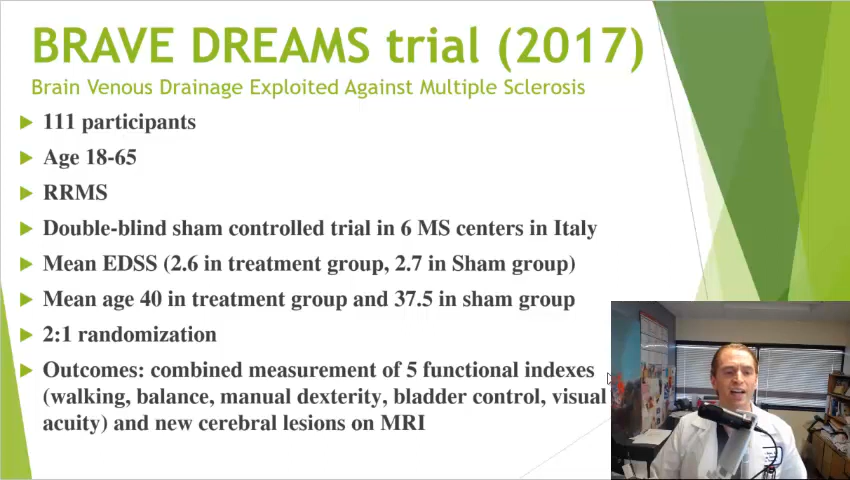 BRAVE DREAMS trial (2017)
Brain Venous Drainage Exploited Against Multiple Sclerosis
111 participants
Age 18-65
RRMS
Double-blind sham controlled trial in 6 MS centers in Italy
Mean EDSS (2.6 in treatment group, 2.7 in Sham group)
Mean age 40 in treatment group and 37.5 in sham group
2:1 randomization
Outcomes: combined measurement of 5 functional indexes
(walking, balance, manual dexterity, bladder control, visual
acuity) and new cerebral lesions on MRI